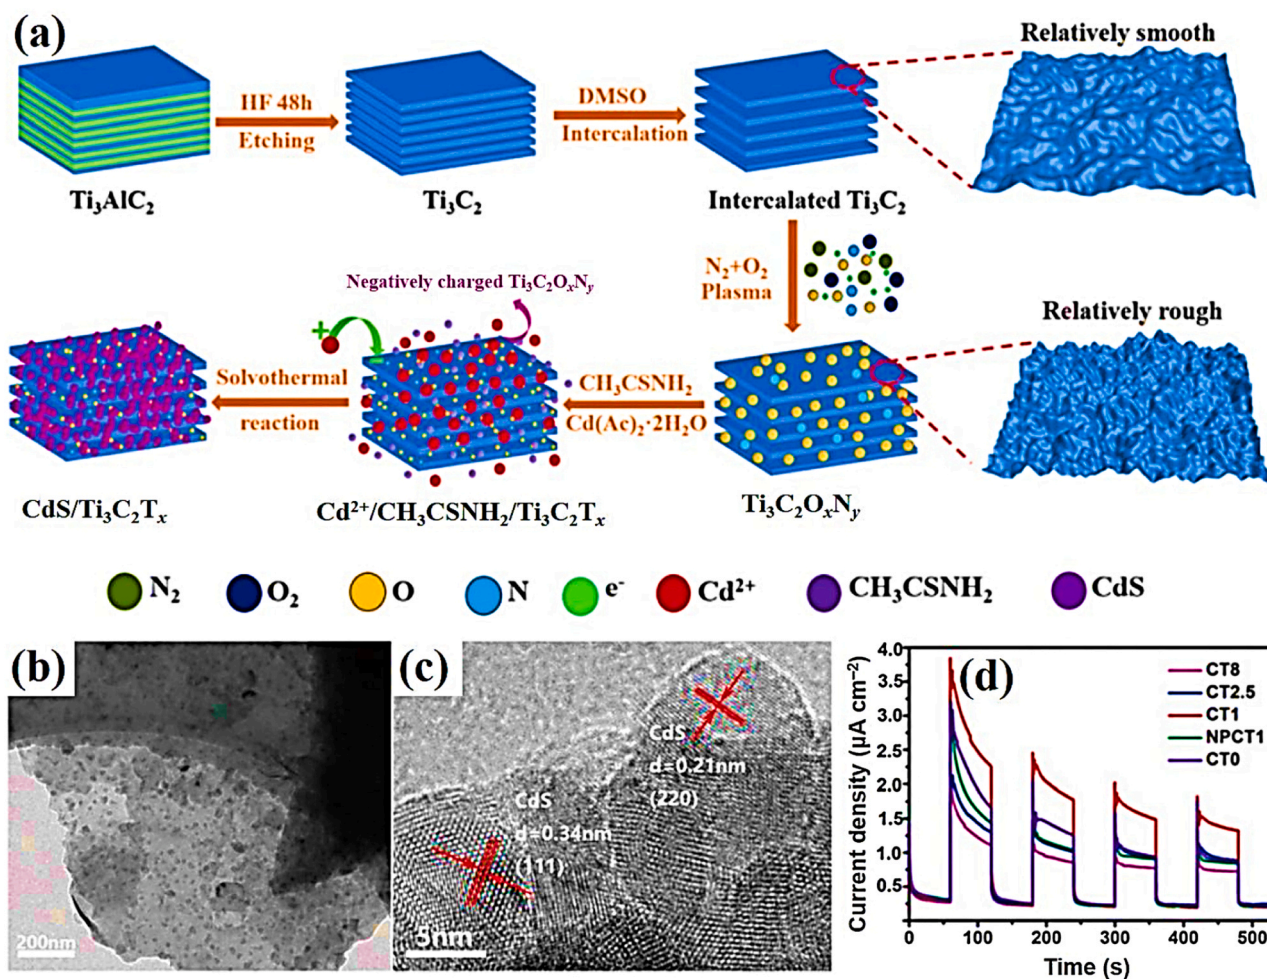 (a)
Relatively smooth
HF 48h
Etching
DMSO
Intercalation
Ti₃AlC₂
Ti₃C₂
Intercalated Ti₃C₂
N₂+O₂
Plasma
Negatively charged Ti₃C₂OₓNᵧ
Relatively rough
+
-
Solvothermal
reaction
CH₃CSNH₂
Cd(Ac)₂·2H₂O
CdS/Ti₃C₂Tₓ
Cd²⁺/CH₃CSNH₂/Ti₃C₂Tₓ
Ti₃C₂OₓNᵧ
N₂
O₂
O
N
e⁻
Cd²⁺
CH₃CSNH₂
CdS
(b)
200nm
(c)
CdS
d=0.21nm
(220)
CdS
d=0.34nm
(111)
5nm
(d)
Current density (µA cm⁻²)
4.0
3.5
3.0
2.5
2.0
1.5
1.0
0.5
CT8
CT2.5
CT1
NPCT1
CT0
0 100 200 300 400 500
Time (s)